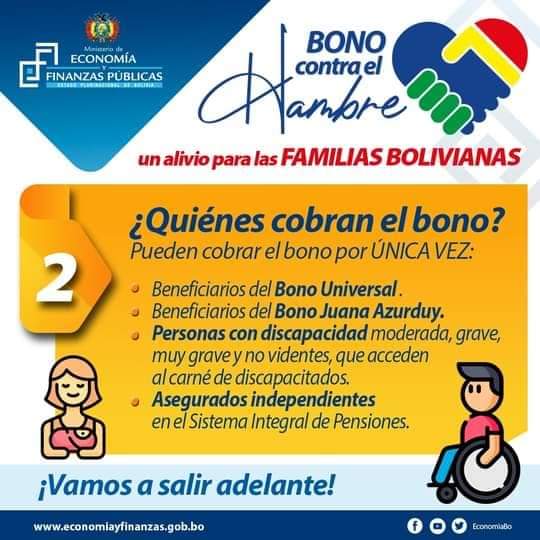 Ministerio de
ECONOMÍA
Y
FINANZAS PÚBLICAS
ESTADO PLURINACIONAL DE BOLIVIA
BONO
contra el
Hambre
un alivio para las FAMILIAS BOLIVIANAS
2
¿Quiénes cobran el bono?
Pueden cobrar el bono por ÚNICA VEZ:
• Beneficiarios del Bono Universal .
• Beneficiarios del Bono Juana Azurduy.
• Personas con discapacidad moderada, grave,
muy grave y no videntes, que acceden
al carné de discapacitados.
• Asegurados independientes
en el Sistema Integral de Pensiones.
¡Vamos a salir adelante!
www.economiayfinanzas.gob.bo
EconomiaBo